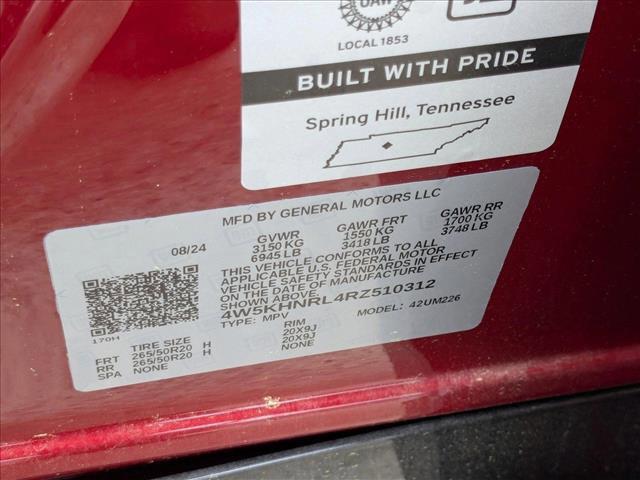 UAW
LOCAL 1853
BUILT WITH PRIDE
Spring Hill, Tennessee
MFD BY GENERAL MOTORS LLC
08/24 GVWR GAWR FRT GAWR RR
3150 KG 1550 KG 1700 KG
6945 LB 3418 LB 3748 LB
THIS VEHICLE CONFORMS TO ALL
APPLICABLE U.S. FEDERAL MOTOR
VEHICLE SAFETY STANDARDS IN EFFECT
ON THE DATE OF MANUFACTURE
SHOWN ABOVE.
4W5KHNRL4RZ510312
TYPE: MPV MODEL: 42UM226
170H
TIRE SIZE RIM
FRT 265/50R20 H 20X9J
RR 265/50R20 H 20X9J
SPA NONE NONE